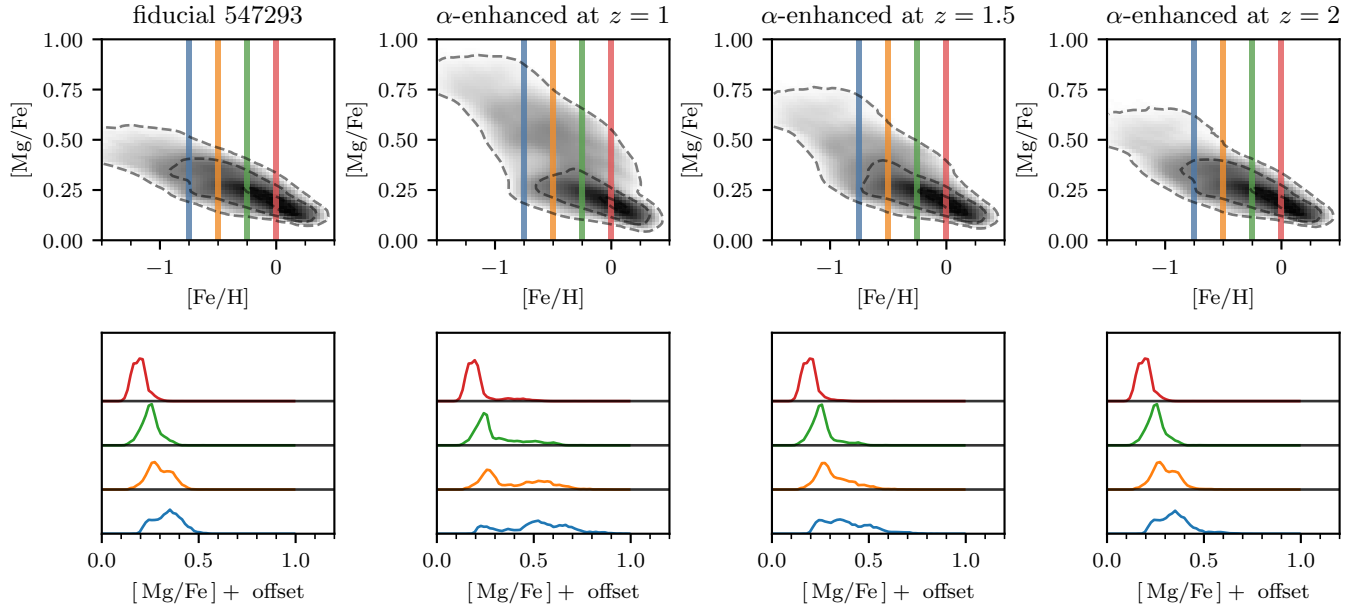 fiducial 547293
α-enhanced at z = 1
α-enhanced at z = 1.5
α-enhanced at z = 2
1.00 1.00 1.00 1.00
0.75 0.75 0.75 0.75
[Mg/Fe] [Mg/Fe] [Mg/Fe] [Mg/Fe]
0.50 0.50 0.50 0.50
0.25 0.25 0.25 0.25
0.00 0.00 0.00 0.00
−1 0 −1 0 −1 0 −1 0
[Fe/H] [Fe/H] [Fe/H] [Fe/H]
0.0 0.5 1.0 0.0 0.5 1.0 0.0 0.5 1.0 0.0 0.5 1.0
[Mg/Fe] + offset [Mg/Fe] + offset [Mg/Fe] + offset [Mg/Fe] + offset